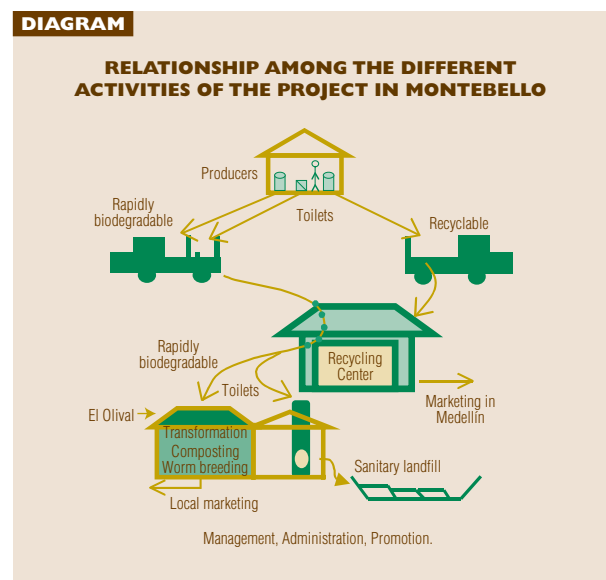 DIAGRAM
RELATIONSHIP AMONG THE DIFFERENT
ACTIVITIES OF THE PROJECT IN MONTEBELLO
Producers
Rapidly
biodegradable
Toilets
Recyclable
Rapidly
biodegradable
Recycling
Center
Toilets
Marketing in
Medellín
El Olival
Transformation
Composting
Worm breeding
Sanitary landfill
Local marketing
Management, Administration, Promotion.